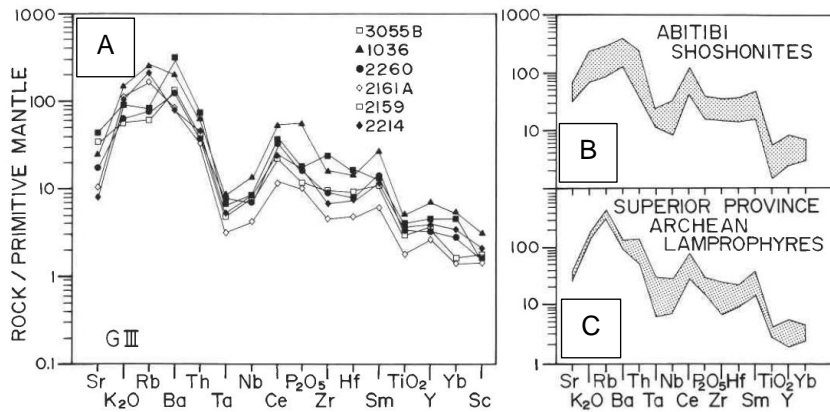 A
ROCK / PRIMITIVE MANTLE
1000
100
10
1
0.1
3055B
1036
2260
2161A
2159
2214
G III
Sr
K₂O
Rb
Ba
Th
Ta
Nb
Ce
P₂O₅
Zr
Hf
Sm
TiO₂
Y
Yb
Sc
1000
100
10
ABITIBI
SHOSHONITES
B
100
10
1
SUPERIOR PROVINCE
ARCHEAN
LAMPROPHYRES
C
Sr
K₂O
Rb
Ba
Th
Ta
Nb
Ce
P₂O₅
Zr
Hf
Sm
TiO₂
Y
Yb